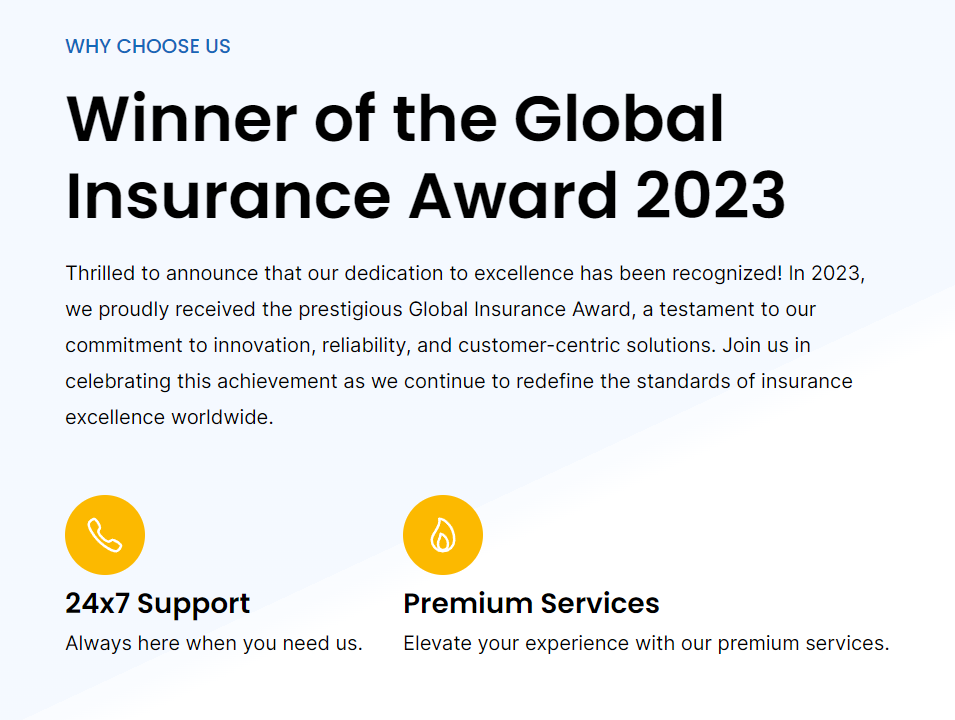 WHY CHOOSE US
Winner of the Global
Insurance Award 2023
Thrilled to announce that our dedication to excellence has been recognized! In 2023,
we proudly received the prestigious Global Insurance Award, a testament to our
commitment to innovation, reliability, and customer-centric solutions. Join us in
celebrating this achievement as we continue to redefine the standards of insurance
excellence worldwide.
24x7 Support
Always here when you need us.
Premium Services
Elevate your experience with our premium services.